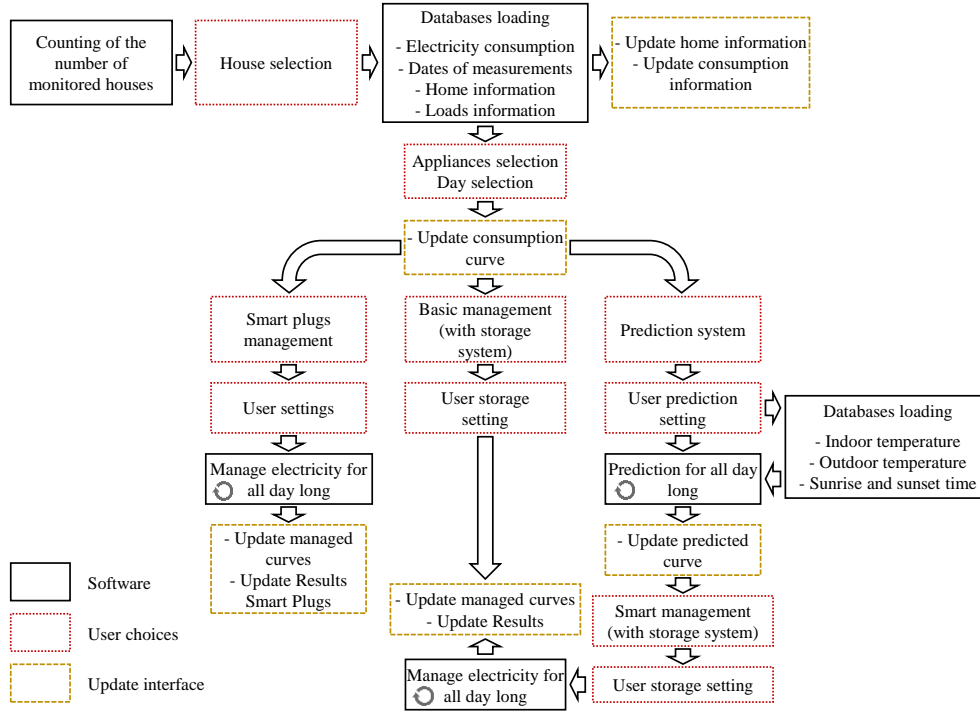 Counting of the
number of
monitored houses
House selection
Databases loading
- Electricity consumption
- Dates of measurements
- Home information
- Loads information
- Update home information
- Update consumption
information
Appliances selection
Day selection
- Update consumption
curve
Smart plugs
management
Basic management
(with storage
system)
Prediction system
User settings
User storage
setting
User prediction
setting
Databases loading
- Indoor temperature
- Outdoor temperature
- Sunrise and sunset time
Manage electricity for
all day long
Prediction for all day
long
- Update managed
curves
- Update Results
Smart Plugs
- Update predicted
curve
- Update managed curves
- Update Results
Smart management
(with storage system)
Manage electricity for
all day long
User storage setting
Software
User choices
Update interface